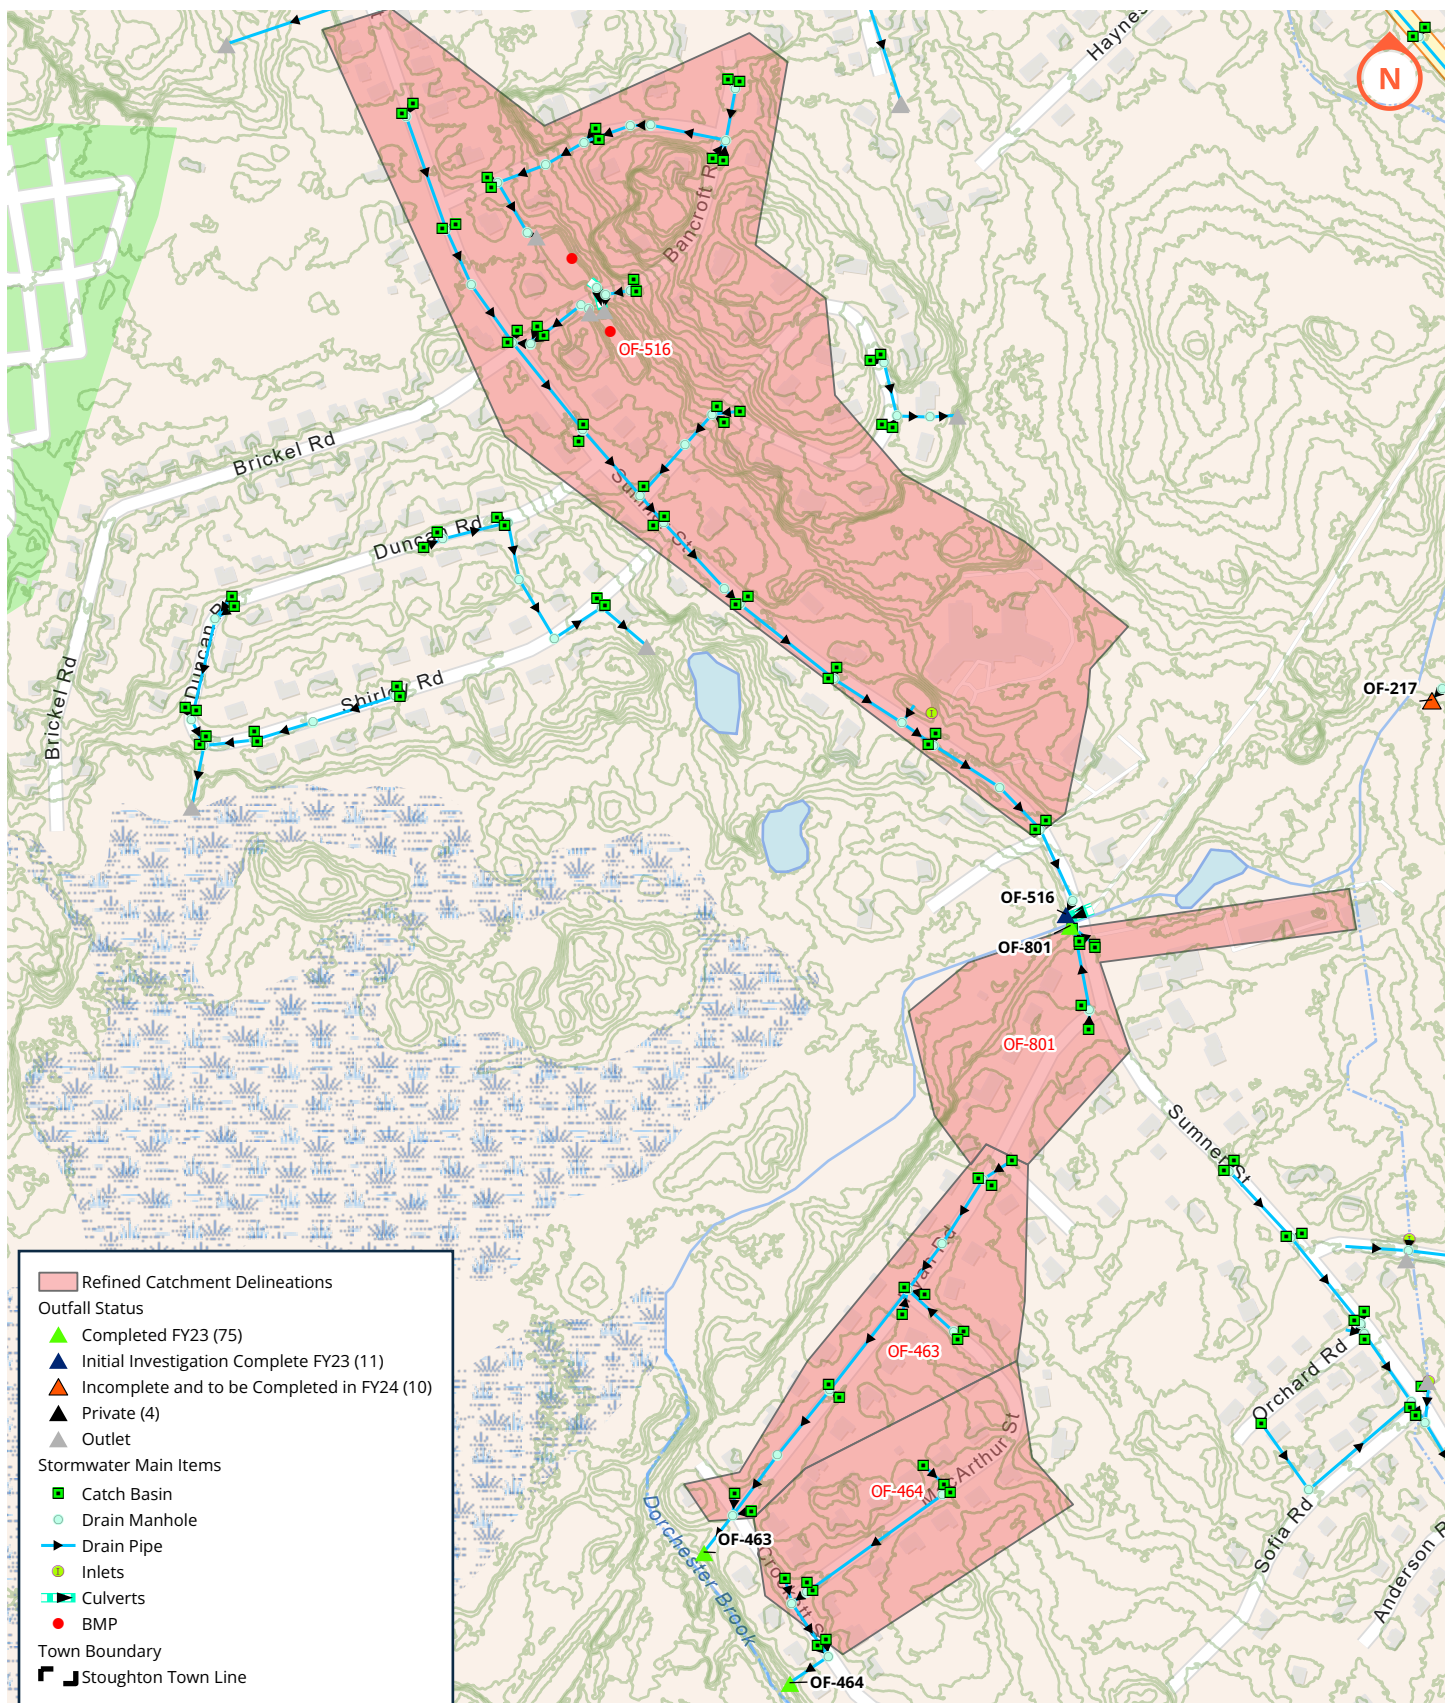 Haynes
N
Bancroft R
OF-516
Brickel Rd
Sumner St
Duncan Rd
Duncan R
Shirley Rd
Brickel Rd
OF-217
OF-516
OF-801
OF-801
Sumner St
OF-463
Orchard Rd
MacArthur St
OF-464
OF-463
Sofia Rd
Anderson R
Dorchester Brook
OF-464
Refined Catchment Delineations
Outfall Status
Completed FY23 (75)
Initial Investigation Complete FY23 (11)
Incomplete and to be Completed in FY24 (10)
Private (4)
Outlet
Stormwater Main Items
Catch Basin
Drain Manhole
Drain Pipe
I Inlets
Culverts
BMP
Town Boundary
Stoughton Town Line